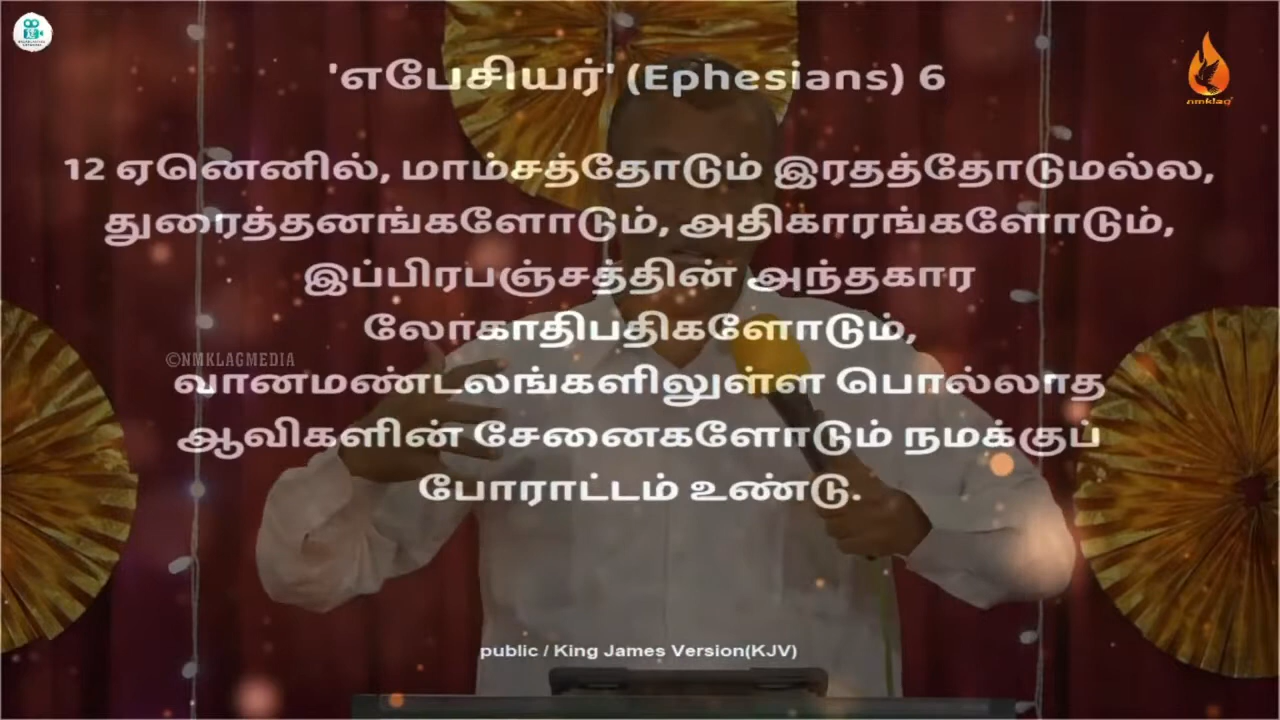 'எபேசியர்' (Ephesians) 6
nmklag
12 ஏனெனில், மாம்சத்தோடும் இரதத்தோடுமல்ல,
துரைத்தனங்களோடும், அதிகாரங்களோடும்,
இப்பிரபஞ்சத்தின் அந்தகார
லோகாதிபதிகளோடும்,
©NMKLAGMEDIA
வானமண்டலங்களிலுள்ள பொல்லாத
ஆவிகளின் சேனைகளோடும் நமக்குப்
போராட்டம் உண்டு.
public / King James Version(KJV)